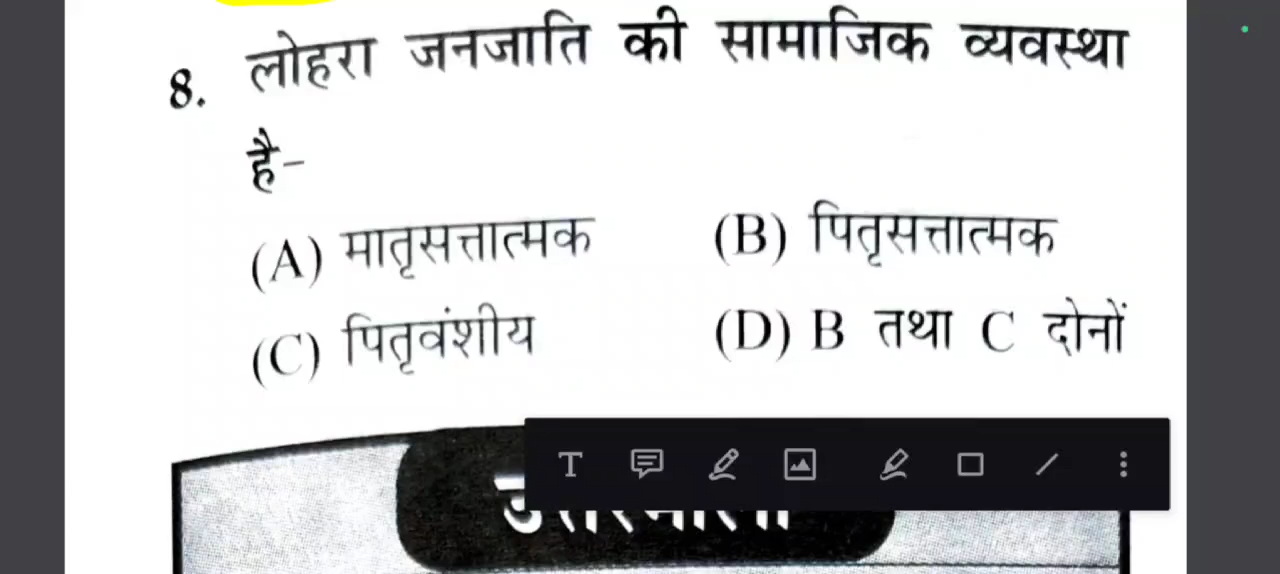 8. लोहरा जनजाति की सामाजिक व्यवस्था
है-
(A) मातृसत्तात्मक (B) पितृसत्तात्मक
(C) पितृवंशीय (D) B तथा C दोनों
T